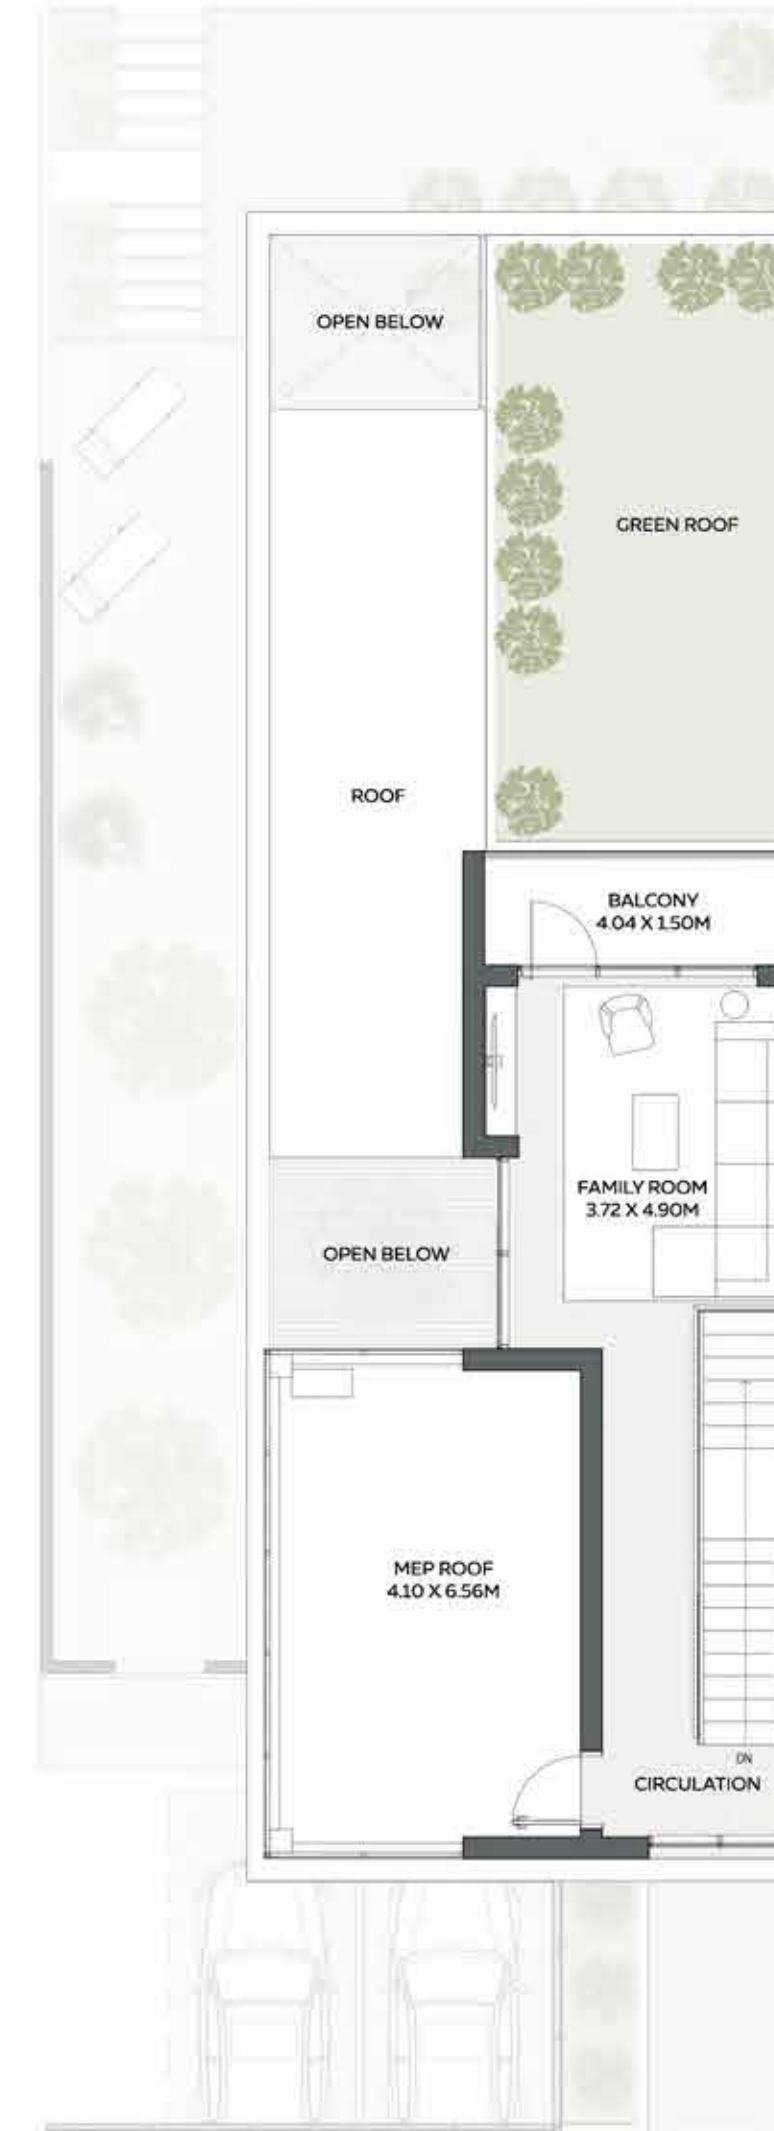 OPEN BELOW
GREEN ROOF
ROOF
BALCONY
4.04 X 1.50M
FAMILY ROOM
3.72 X 4.90M
OPEN BELOW
MEP ROOF
4.10 X 6.56M
DN
CIRCULATION